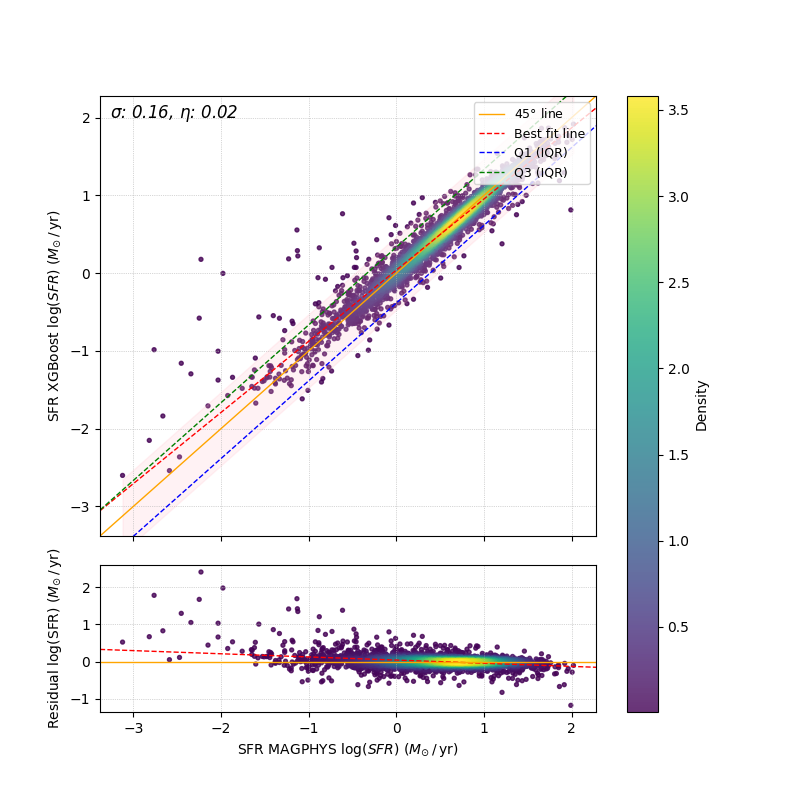 σ: 0.16, η: 0.02
45° line
Best fit line
Q1 (IQR)
Q3 (IQR)
SFR XGBoost log(SFR) (M⊙/yr)
2
1
0
−1
−2
−3
Residual log(SFR) (M⊙/yr)
2
1
0
−1
−3
−2
−1
0
1
2
SFR MAGPHYS log(SFR) (M⊙/yr)
3.5
3.0
2.5
2.0
1.5
1.0
0.5
Density